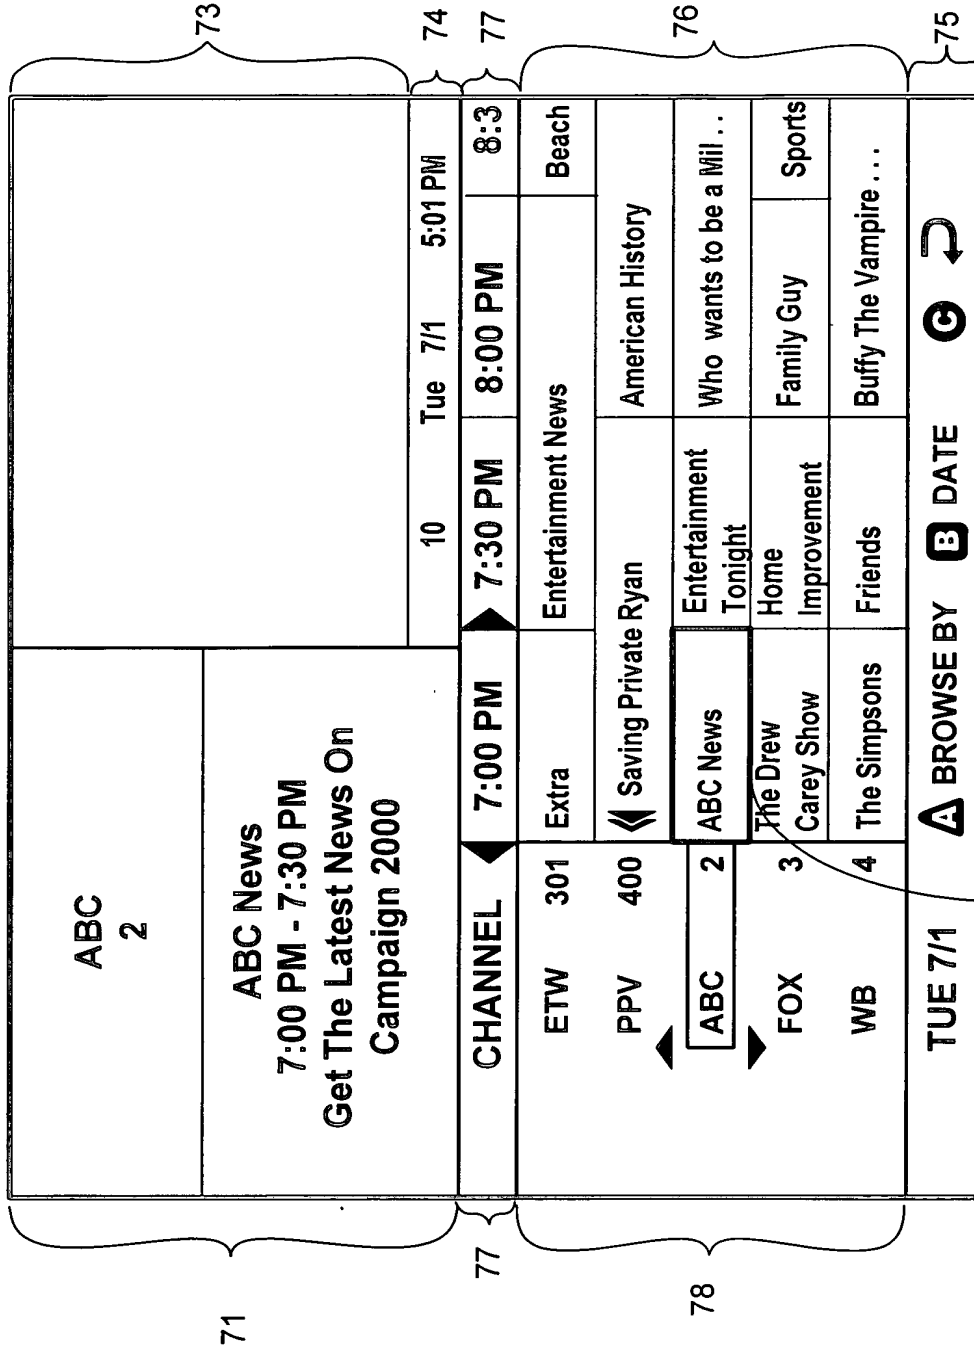 73
74
77
76
75
71
77
78
ABC
2
ABC News
7:00 PM - 7:30 PM
Get The Latest News On
Campaign 2000
10 Tue 7/1 5:01 PM
CHANNEL 7:00 PM 7:30 PM 8:00 PM 8:3
ETW 301 Extra Entertainment News Beach
PPV 400 Saving Private Ryan American History
ABC 2 ABC News Entertainment Who wants to be a Mil . .
Tonight
FOX 3 The Drew Home Family Guy Sports
Carey Show Improvement
WB 4 The Simpsons Friends Buffy The Vampire . . .
TUE 7/1 A BROWSE BY B DATE C